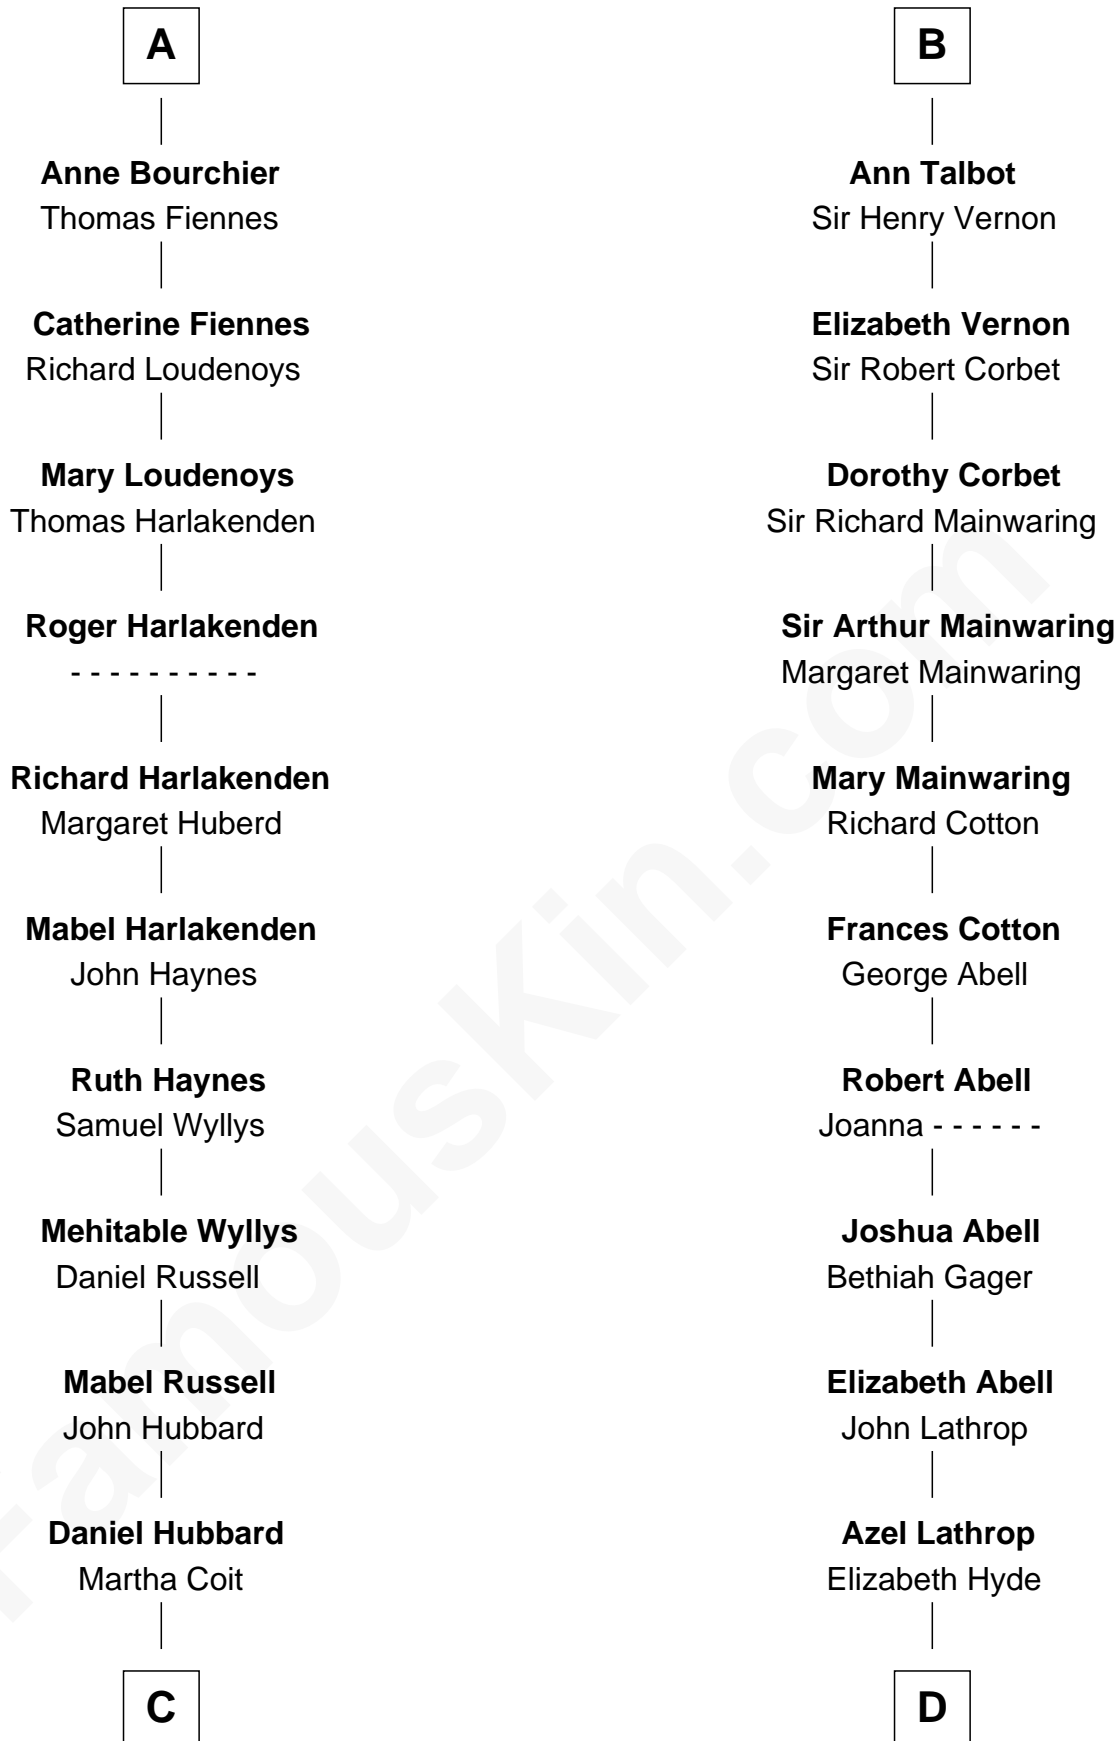 A
Anne Bourchier
Thomas Fiennes
Catherine Fiennes
Richard Loudenoys
Mary Loudenoys
Thomas Harlakenden
Roger Harlakenden
- - - - - - - - - -
Richard Harlakenden
Margaret Huberd
Mabel Harlakenden
John Haynes
Ruth Haynes
Samuel Wyllys
Mehitable Wyllys
Daniel Russell
Mabel Russell
John Hubbard
Daniel Hubbard
Martha Coit
C
B
Ann Talbot
Sir Henry Vernon
Elizabeth Vernon
Sir Robert Corbet
Dorothy Corbet
Sir Richard Mainwaring
Sir Arthur Mainwaring
Margaret Mainwaring
Mary Mainwaring
Richard Cotton
Frances Cotton
George Abell
Robert Abell
Joanna - - - - - -
Joshua Abell
Bethiah Gager
Elizabeth Abell
John Lathrop
Azel Lathrop
Elizabeth Hyde
D
FamousKin.com